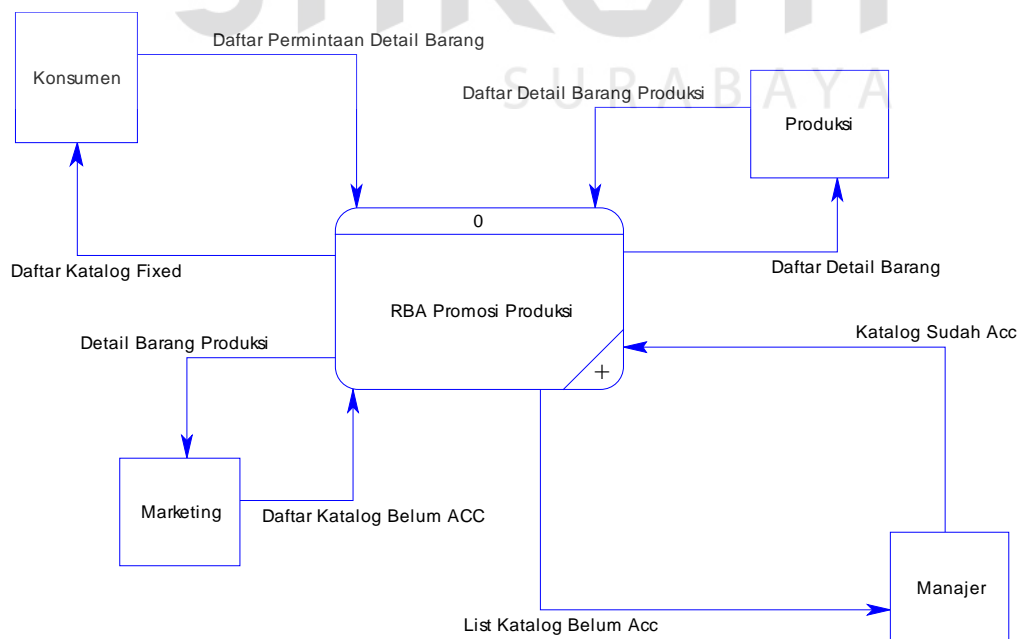 SURABAYA
Daftar Permintaan Detail Barang
Konsumen
Daftar Detail Barang Produksi
Produksi
0
Daftar Katalog Fixed
Daftar Detail Barang
RBA Promosi Produksi
Detail Barang Produksi
Katalog Sudah Acc
+
Marketing
Daftar Katalog Belum ACC
Manajer
List Katalog Belum Acc